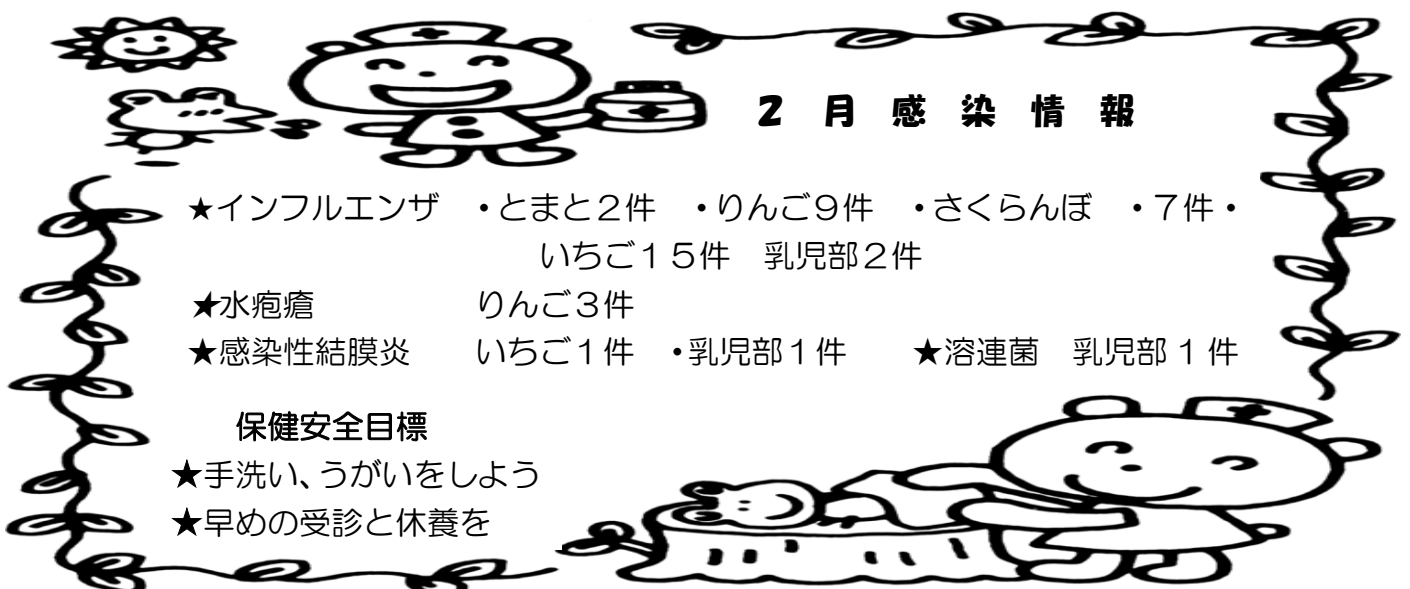 2月感染情報
★インフルエンザ ・とまと2件 ・りんご9件 ・さくらんぼ ・7件・
いちご15件 乳児部2件
★水疱瘡 りんご3件
★感染性結膜炎 いちご1件 ・乳児部1件 ★溶連菌 乳児部1件
保健安全目標
★手洗い、うがいをしよう
★早めの受診と休養を